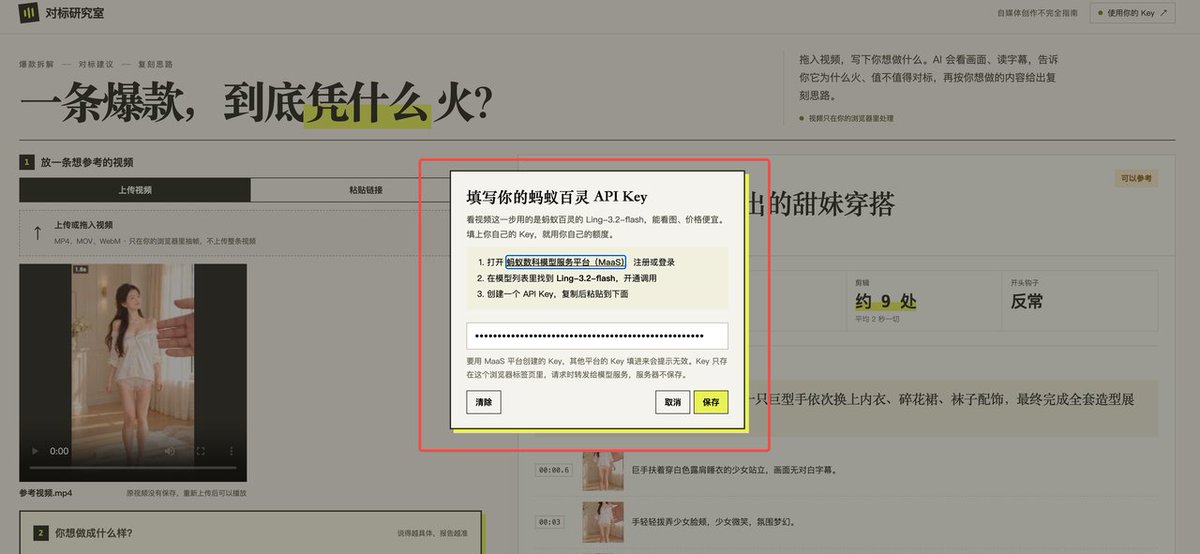 对标研究室
自媒体创作不完全指南
使用你的 Key ↗
爆款拆解 — 对标建议 — 复刻思路
一条爆款，到底凭什么火？
拖入视频，写下你想做什么。AI 会看画面、读字幕，告诉
你它为什么火、值不值得对标，再按你想做的内容给出复
刻思路。
视频只在你的浏览器里处理
1 放一条想参考的视频
上传视频
粘贴链接
↑ 上传或拖入视频
MP4、MOV、WebM · 只在你的浏览器里抽帧，不上传整条视频
1.8s
0:00
参考视频.mp4
原视频没有保存，重新上传后可以播放
2 你想做成什么样？
说得越具体，报告越准
填写你的蚂蚁百灵 API Key
看视频这一步用的是蚂蚁百灵的 Ling-3.2-flash，能看图、价格便宜。
填上你自己的 Key，就用你自己的额度。
1. 打开 蚂蚁数科模型服务平台（MaaS） 注册或登录
2. 在模型列表里找到 Ling-3.2-flash，开通调用
3. 创建一个 API Key，复制后粘贴到下面
要用 MaaS 平台创建的 Key，其他平台的 Key 填进来会提示无效。Key 只存
在这个浏览器标签页里，请求时转发给模型服务，服务器不保存。
清除
取消
保存
可以参考
出的甜妹穿搭
剪辑
约 9 处
平均 2 秒一切
开头钩子
反常
一只巨型手依次换上内衣、碎花裙、袜子配饰，最终完成全套造型展
00:00.6
巨手扶着穿白色露肩睡衣的少女站立，画面无对白字幕。
00:03
手轻轻拨弄少女脸颊，少女微笑，氛围梦幻。